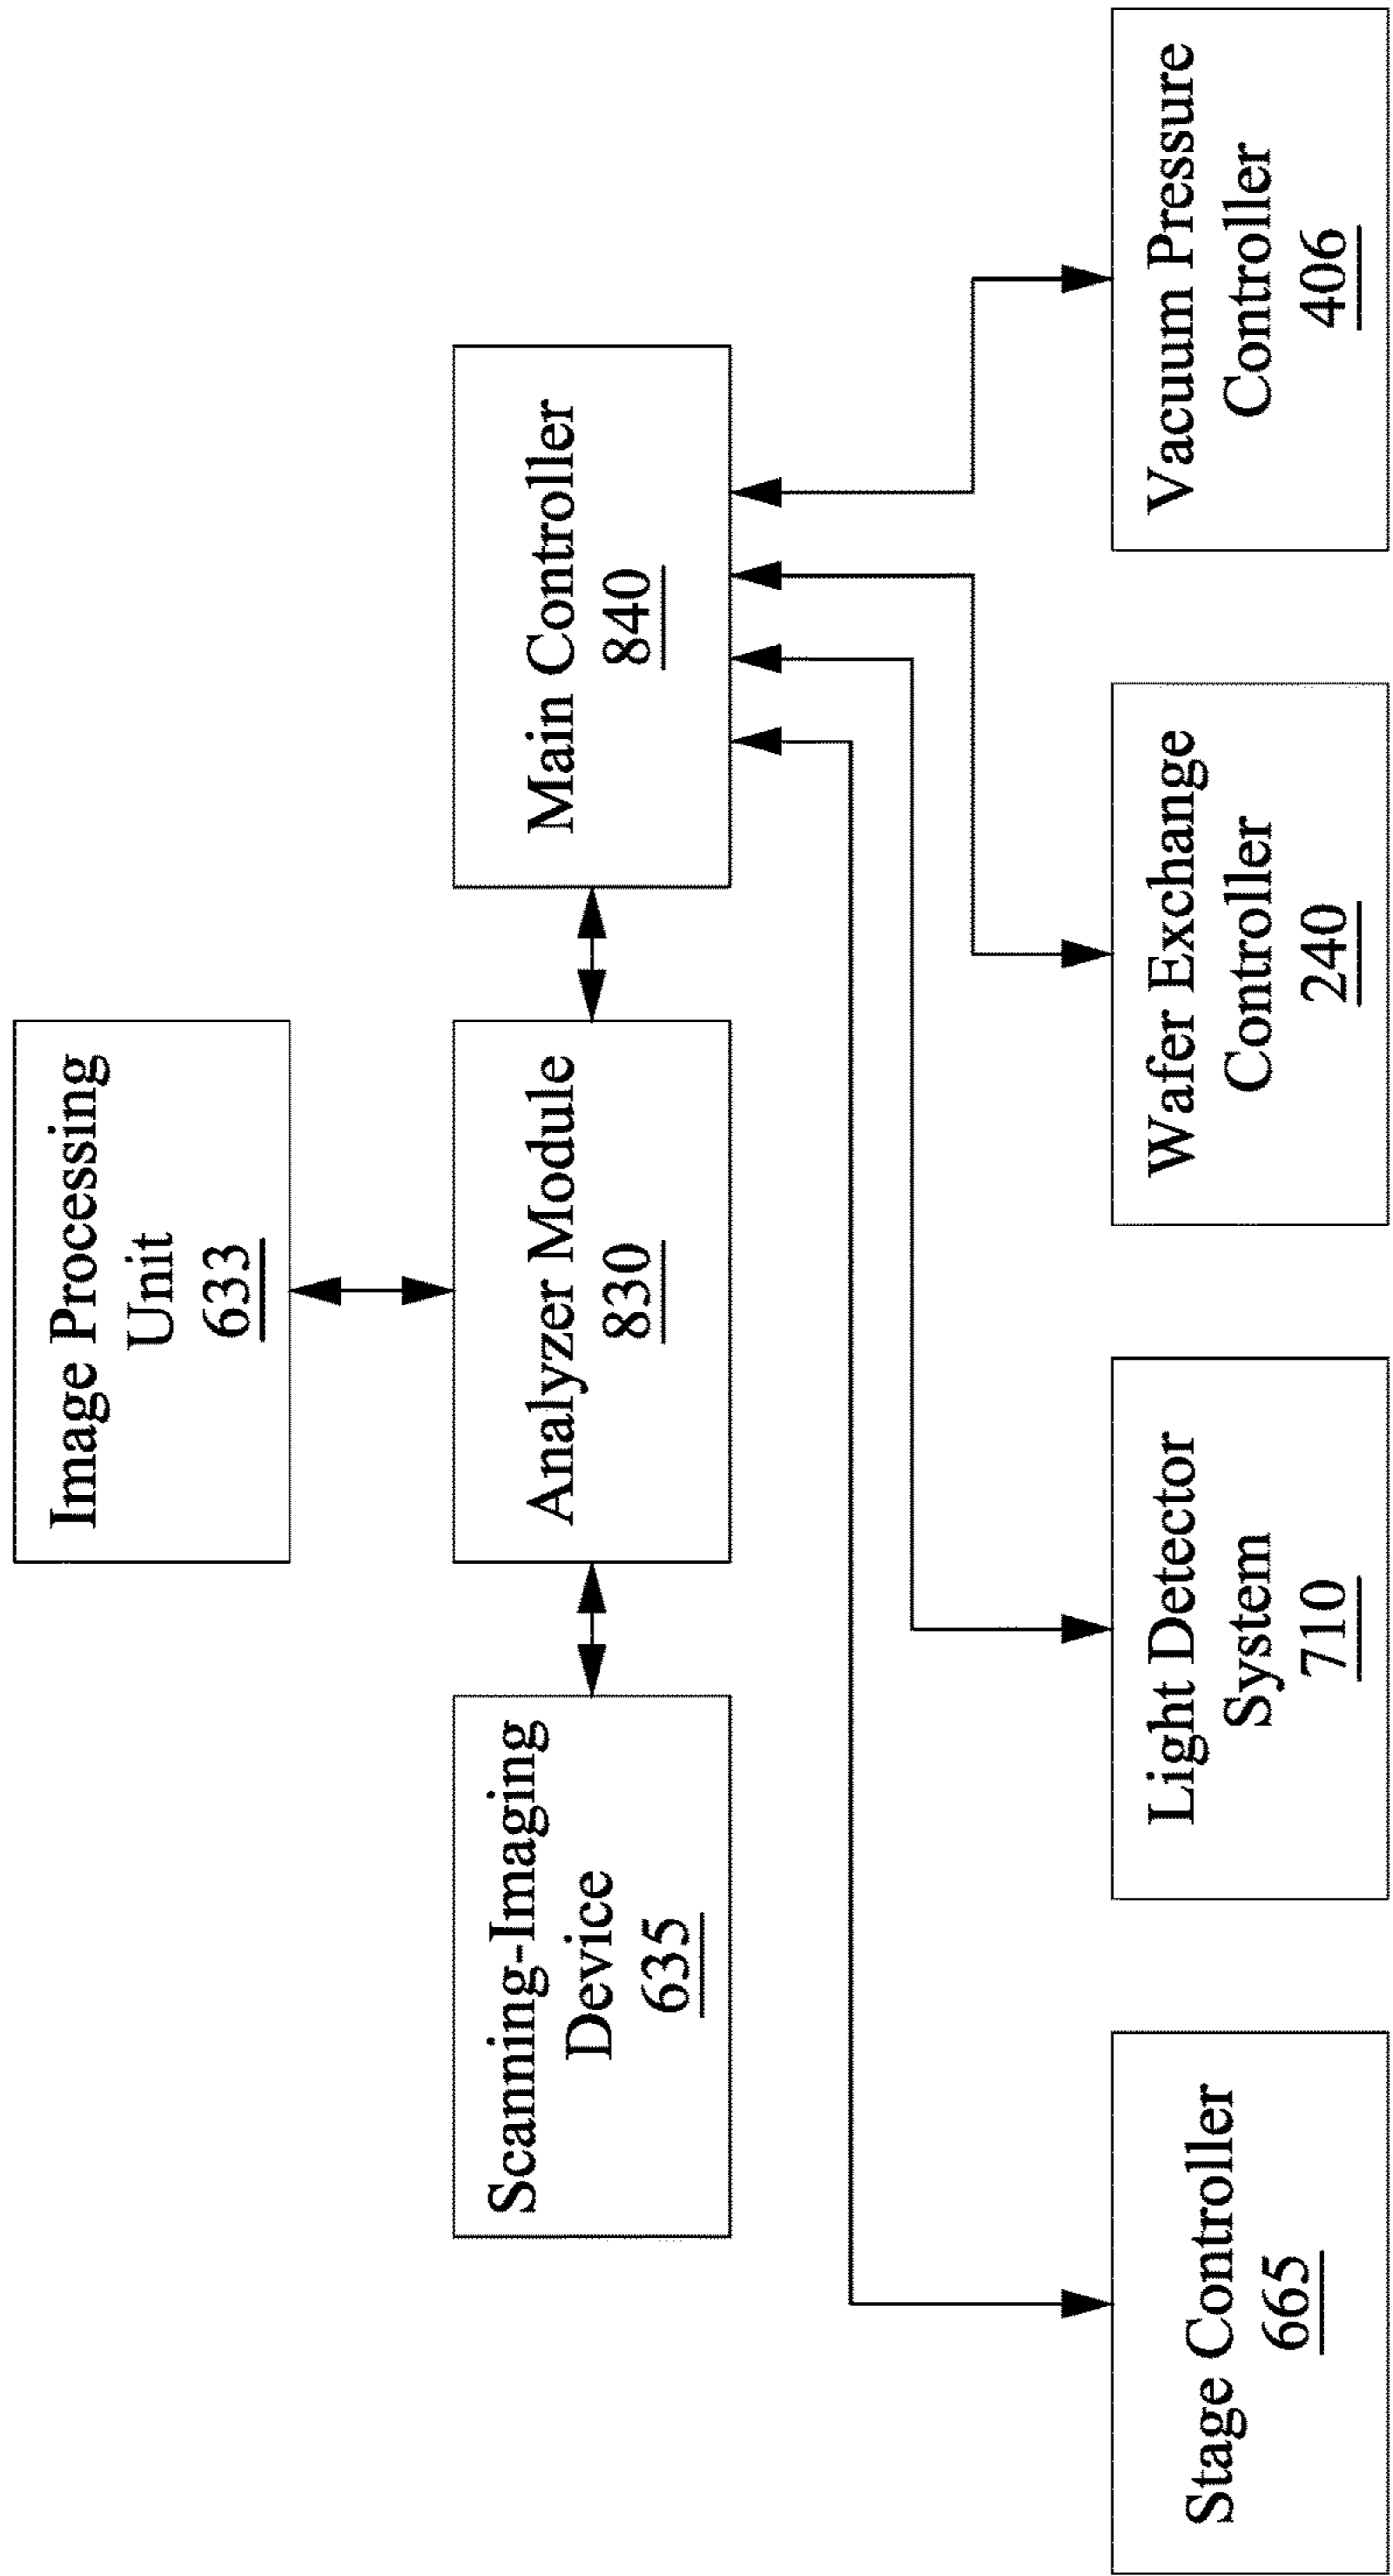 Image Processing
Unit
633
Scanning-Imaging
Device
635
Analyzer Module
830
Main Controller
840
Stage Controller
665
Light Detector
System
710
Wafer Exchange
Controller
240
Vacuum Pressure
Controller
406